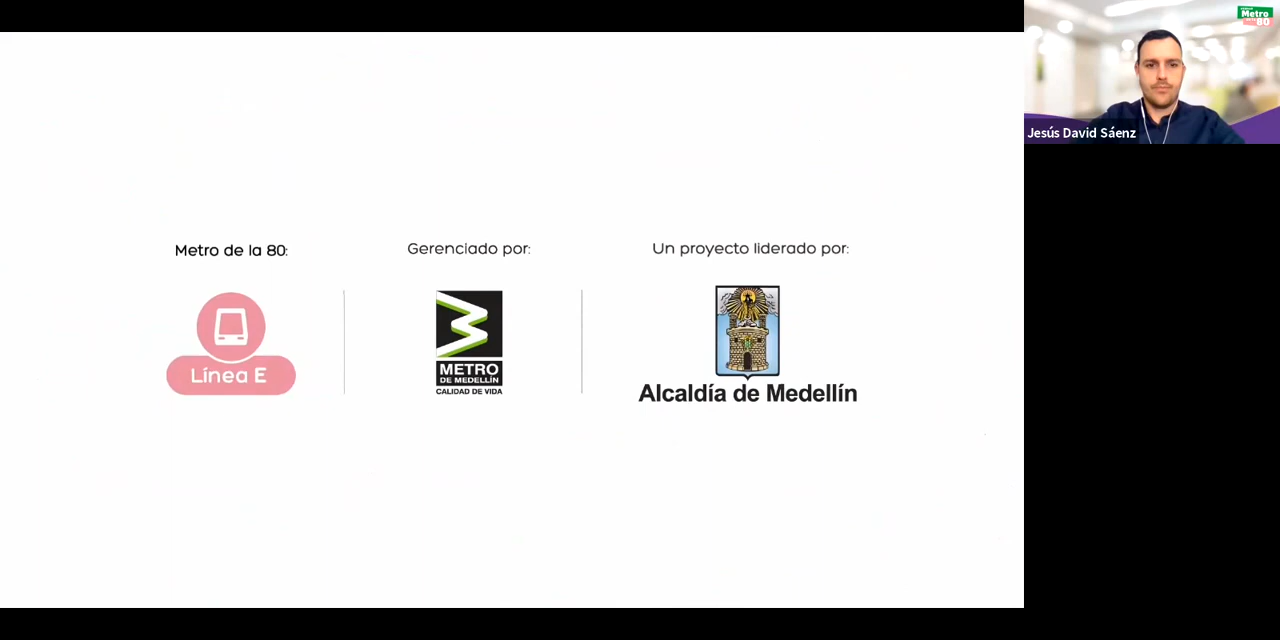 Metro de la 80:
Línea E
Gerenciado por:
METRO
DE MEDELLÍN
CALIDAD DE VIDA
Un proyecto liderado por:
Alcaldía de Medellín
Metro
80
Jesús David Sáenz